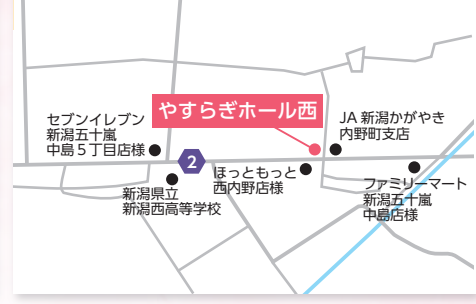 セブンイレブン
新潟五十嵐
中島5丁目店様
やすらぎホール西
JA 新潟かがやき
内野町支店
2
ほっともっと
西内野店様
新潟県立
新潟西高等学校
ファミリーマート
新潟五十嵐
中島店様